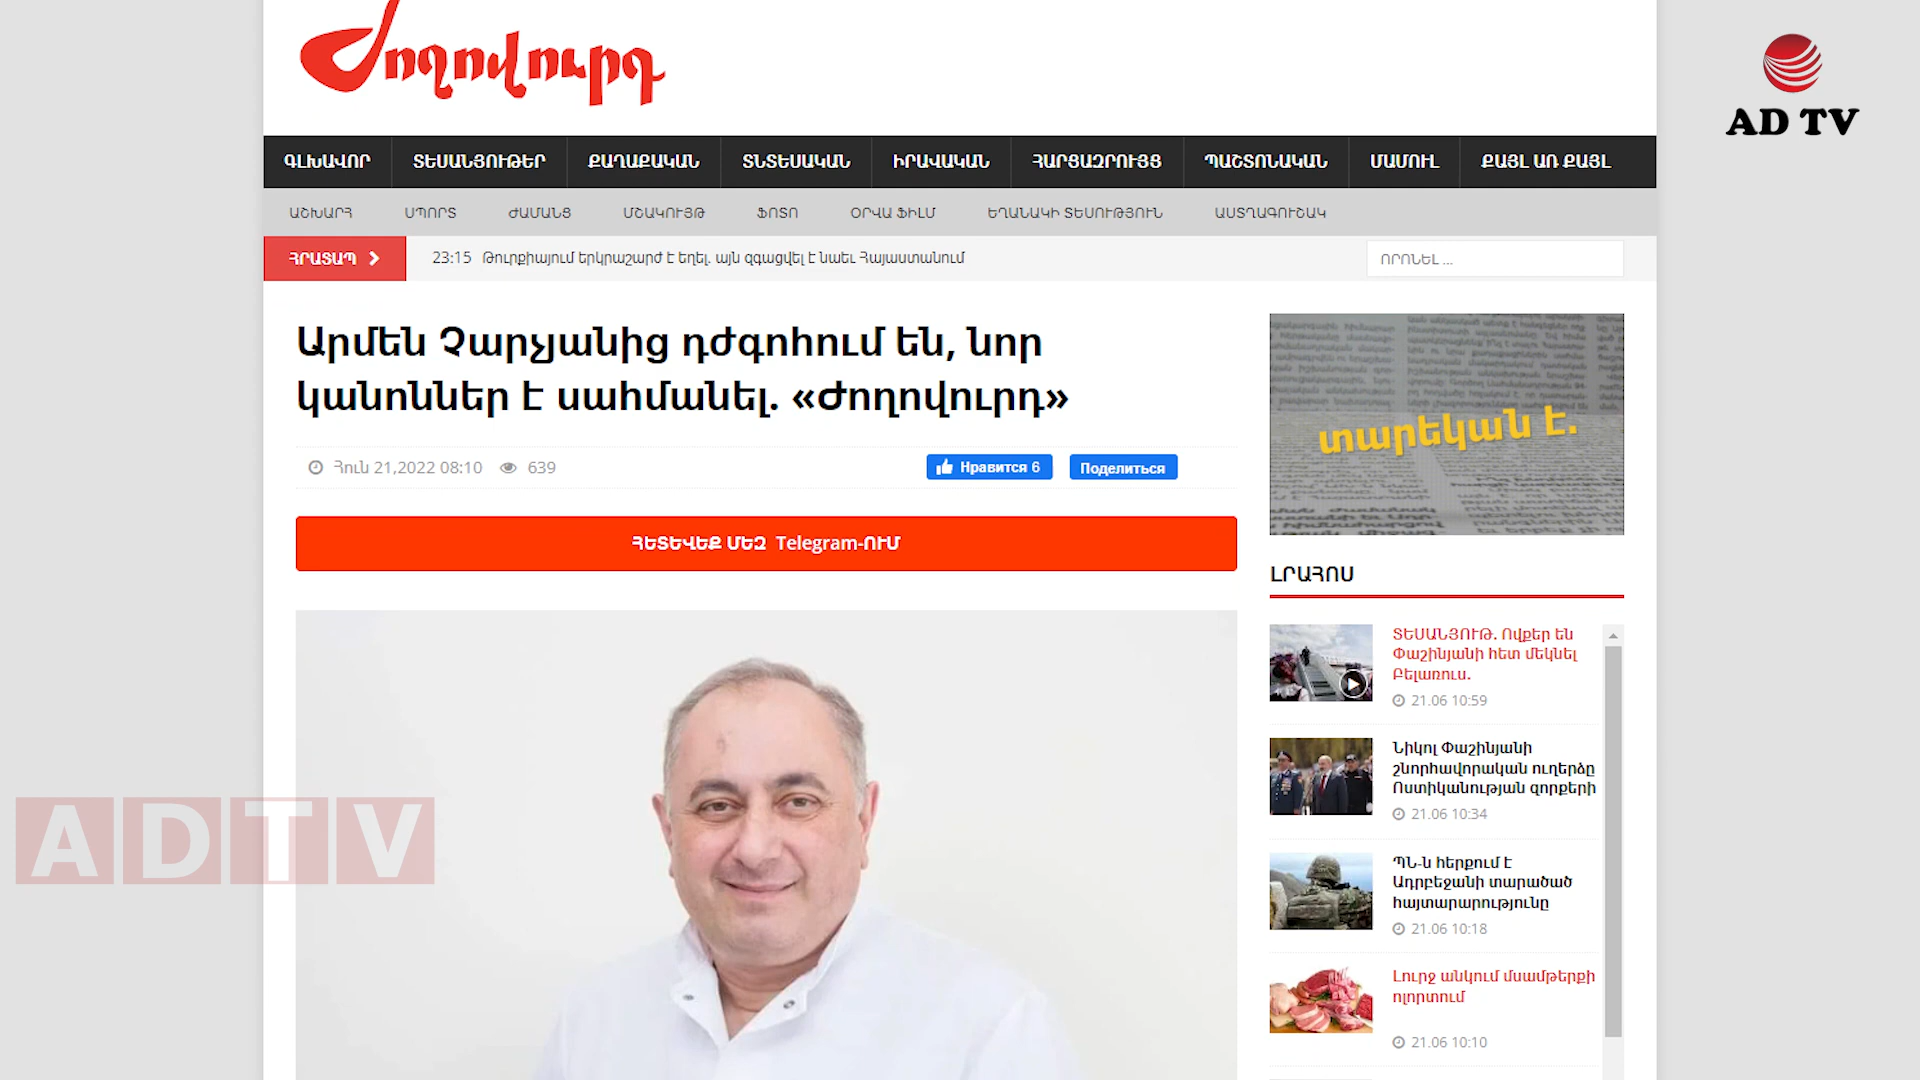 Ժողովուրդ
AD TV
ԳԼԽԱՎՈՐ ՏԵՍԱՆՅՈՒԹԵՐ ՔԱՂԱՔԱԿԱՆ ՏՆՏԵՍԱԿԱՆ ԻՐԱՎԱԿԱՆ ՀԱՐՑԱԶՐՈՒՅՑ ՊԱՇՏՈՆԱԿԱՆ ՄԱՄՈՒԼ ՔԱՅԼ ԱՌ ՔԱՅԼ
ԱՇԽԱՐՀ ՍՊՈՐՏ ԺԱՄԱՆՑ ՄՇԱԿՈՒՅԹ ՖՈՏՈ ՕՐՎԱ ՖԻԼՄ ԵՂԱՆԱԿԻ ՏԵՍՈՒԹՅՈՒՆ ԱՍՏՂԱԳՈՒՇԱԿ
ՀՐԱՏԱՊ 23:15 Թուրքիայում երկրաշարժ է եղել. այն զգացվել է նաեւ Հայաստանում
ՈՐՈՆԵԼ ...
Արմեն Չարչյանից դժգոհում են, նոր
կանոններ է սահմանել. «Ժողովուրդ»
Հուն 21,2022 08:10 639
Нравится 6 Поделиться
ՀԵՏԵՎԵՔ ՄԵԶ Telegram-ՈՒՄ
տարեկան է.
ԼՐԱՀՈՍ
ՏԵՍԱՆՅՈՒԹ. Ովքեր են
Փաշինյանի հետ մեկնել
Բելառուս.
21.06 10:59
Նիկոլ Փաշինյանի
շնորհավորական ուղերձը
Ոստիկանության զորքերի
21.06 10:34
ՊՆ-ն հերքում է
Ադրբեջանի տարածած
հայտարարությունը
21.06 10:18
Լուրջ անկում մսամթերքի
ոլորտում
21.06 10:10
ADTV